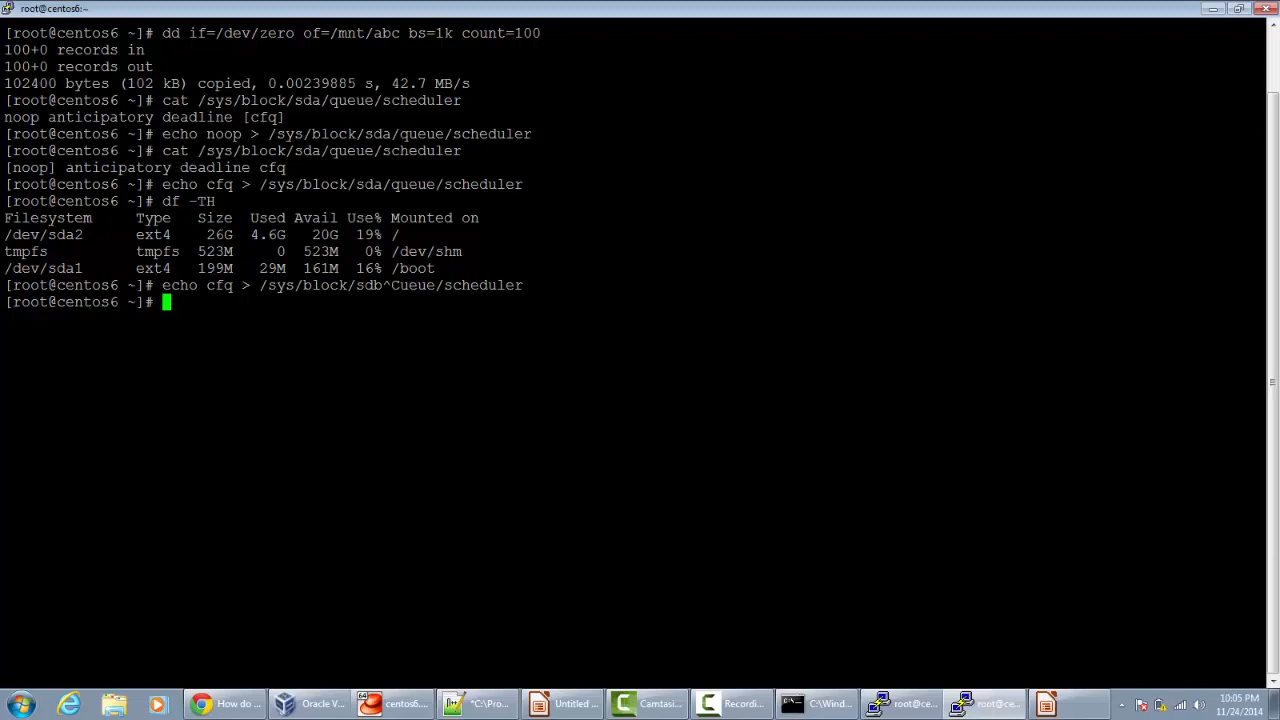 root@centos6:~
[root@centos6 ~]# dd if=/dev/zero of=/mnt/abc bs=1k count=100
100+0 records in
100+0 records out
102400 bytes (102 kB) copied, 0.00239885 s, 42.7 MB/s
[root@centos6 ~]# cat /sys/block/sda/queue/scheduler
noop anticipatory deadline [cfq]
[root@centos6 ~]# echo noop > /sys/block/sda/queue/scheduler
[root@centos6 ~]# cat /sys/block/sda/queue/scheduler
[noop] anticipatory deadline cfq
[root@centos6 ~]# echo cfq > /sys/block/sda/queue/scheduler
[root@centos6 ~]# df -TH
Filesystem Type Size Used Avail Use% Mounted on
/dev/sda2 ext4 26G 4.6G 20G 19% /
tmpfs tmpfs 523M 0 523M 0% /dev/shm
/dev/sda1 ext4 199M 29M 161M 16% /boot
[root@centos6 ~]# echo cfq > /sys/block/sdb^Cueue/scheduler
[root@centos6 ~]#
How do ... Oracle V... centos6... *C:\Pro... Untitled ... Camtasi... Recordi... C:\Wind... root@ce... root@ce...
10:05 PM
11/24/2014